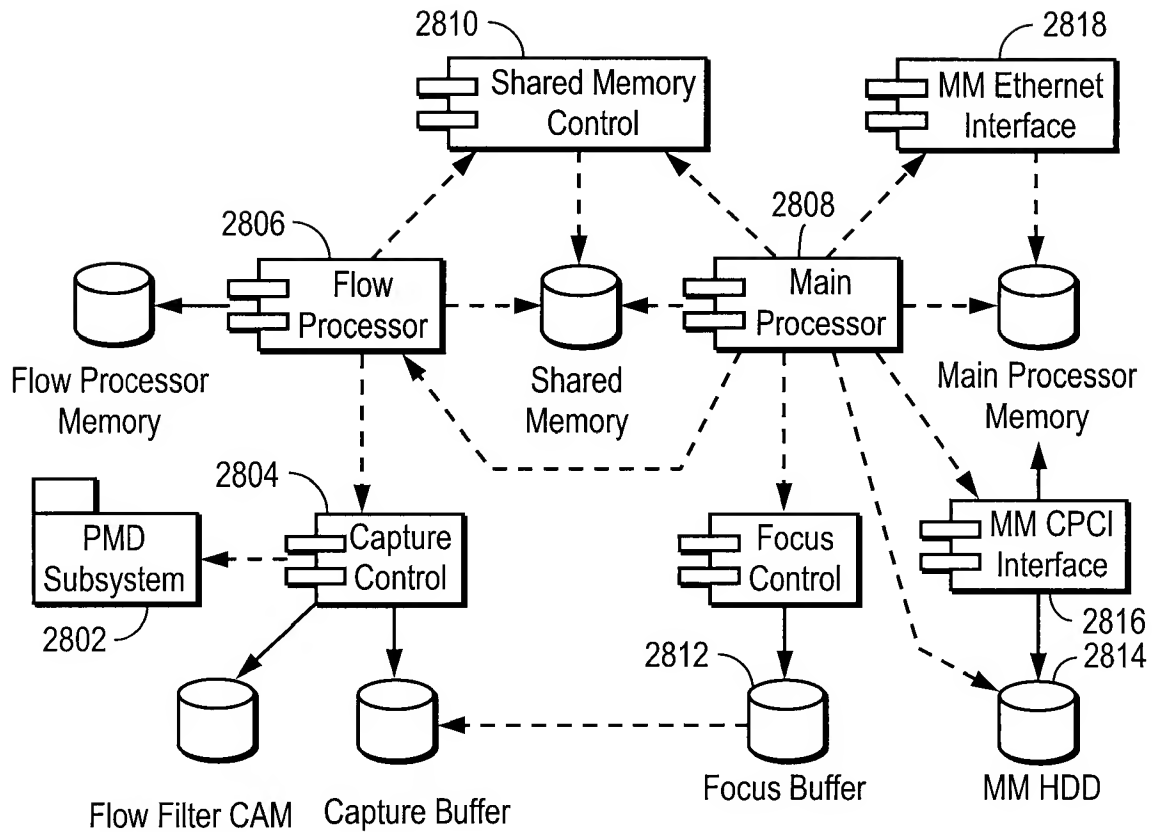 2810
2818
Shared Memory
Control
MM Ethernet
Interface
2806
2808
Flow
Processor
Main
Processor
Flow Processor
Memory
Shared
Memory
Main Processor
Memory
2804
PMD
Subsystem
Capture
Control
Focus
Control
MM CPCI
Interface
2802
2816
2812
2814
Flow Filter CAM
Capture Buffer
Focus Buffer
MM HDD